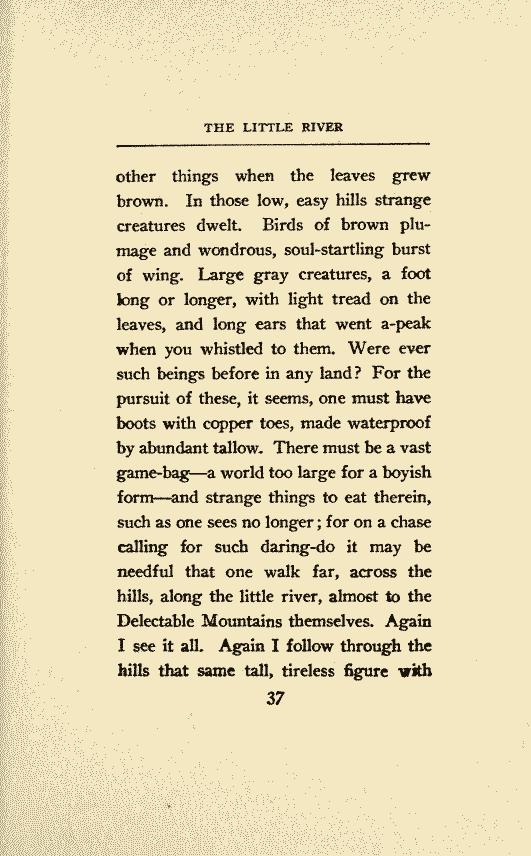 THE LITTLE RIVER
other things when the leaves grew
brown. In those low, easy hills strange
creatures dwelt. Birds of brown plu-
mage and wondrous, soul-startling burst
of wing. Large gray creatures, a foot
long or longer, with light tread on the
leaves, and long ears that went a-peak
when you whistled to them. Were ever
such beings before in any land? For the
pursuit of these, it seems, one must have
boots with copper toes, made waterproof
by abundant tallow. There must be a vast
game-bag—a world too large for a boyish
form—and strange things to eat therein,
such as one sees no longer; for on a chase
calling for such daring-do it may be
needful that one walk far, across the
hills, along the little river, almost to the
Delectable Mountains themselves. Again
I see it all. Again I follow through the
hills that same tall, tireless figure with
37